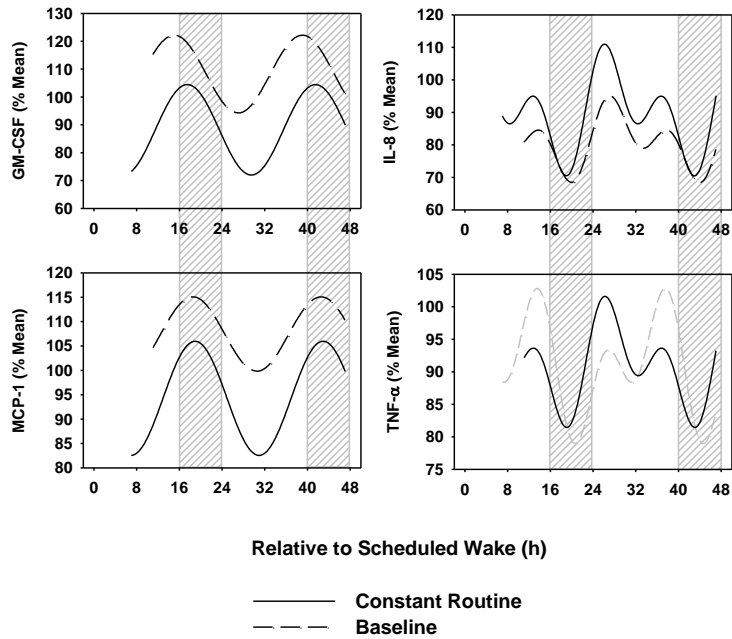 GM-CSF (% Mean)
130
120
110
100
90
80
70
60
0 8 16 24 32 40 48
IL-8 (% Mean)
120
110
100
90
80
70
60
0 8 16 24 32 40 48
MCP-1 (% Mean)
115
110
105
100
95
90
85
80
0 8 16 24 32 40 48
TNF-α (% Mean)
105
100
95
90
85
80
75
0 8 16 24 32 40 48
Relative to Scheduled Wake (h)
Constant Routine
Baseline